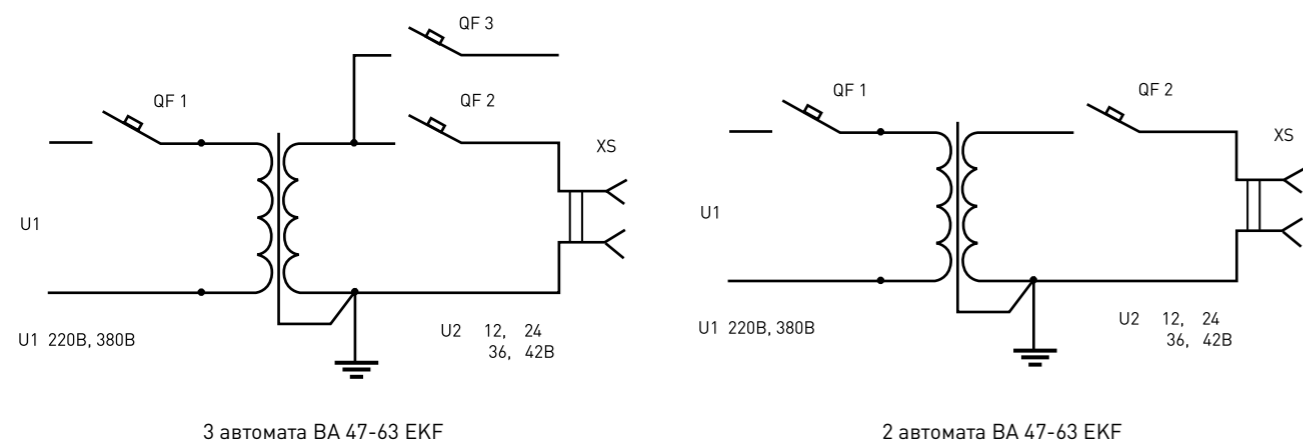 QF 3
QF 1
QF 2
XS
U1
U1 220В, 380В
U2 12, 24
36, 42В
3 автомата ВА 47-63 EKF
QF 1
QF 2
XS
U1
U1 220В, 380В
U2 12, 24
36, 42В
2 автомата ВА 47-63 EKF